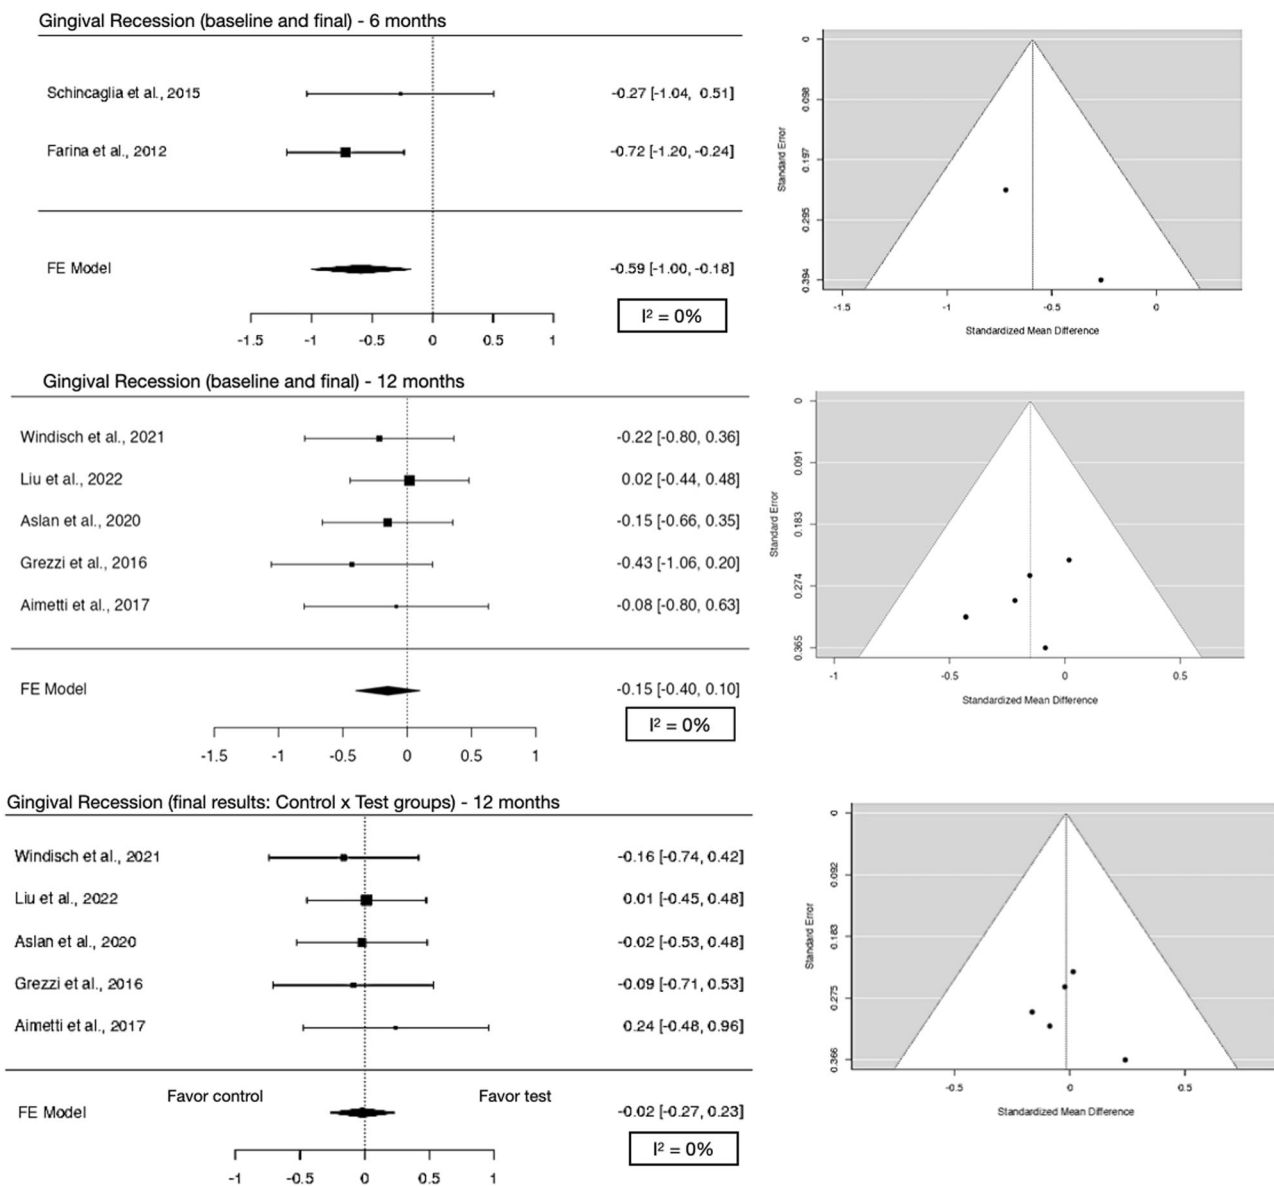 Gingival Recession (baseline and final) - 6 months
Schincaglia et al., 2015 -0.27 [-1.04, 0.51]
Farina et al., 2012 -0.72 [-1.20, -0.24]
FE Model -0.59 [-1.00, -0.18]
I² = 0%
-1.5 -1 -0.5 0 0.5 1
Standard Error
0 0.098 0.197 0.295 0.394
-1.5 -1 -0.5 0
Standardized Mean Difference
Gingival Recession (baseline and final) - 12 months
Windisch et al., 2021 -0.22 [-0.80, 0.36]
Liu et al., 2022 0.02 [-0.44, 0.48]
Aslan et al., 2020 -0.15 [-0.66, 0.35]
Grezzi et al., 2016 -0.43 [-1.06, 0.20]
Aimetti et al., 2017 -0.08 [-0.80, 0.63]
FE Model -0.15 [-0.40, 0.10]
I² = 0%
-1.5 -1 -0.5 0 0.5 1
Standard Error
0 0.091 0.183 0.274 0.365
-1 -0.5 0 0.5
Standardized Mean Difference
Gingival Recession (final results: Control x Test groups) - 12 months
Windisch et al., 2021 -0.16 [-0.74, 0.42]
Liu et al., 2022 0.01 [-0.45, 0.48]
Aslan et al., 2020 -0.02 [-0.53, 0.48]
Grezzi et al., 2016 -0.09 [-0.71, 0.53]
Aimetti et al., 2017 0.24 [-0.48, 0.96]
Favor control Favor test
FE Model -0.02 [-0.27, 0.23]
I² = 0%
-1 -0.5 0 0.5 1
Standard Error
0 0.092 0.183 0.275 0.366
-0.5 0 0.5
Standardized Mean Difference